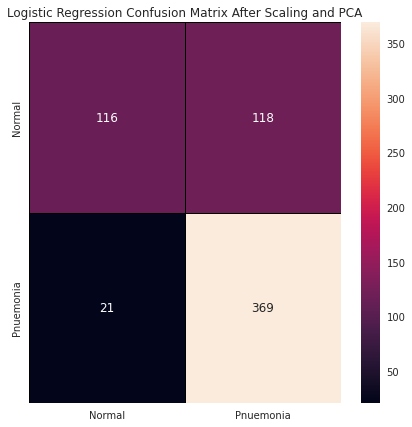 Logistic Regression Confusion Matrix After Scaling and PCA
Normal
116
118
Pnuemonia
21
369
Normal
Pnuemonia
350
300
250
200
150
100
50